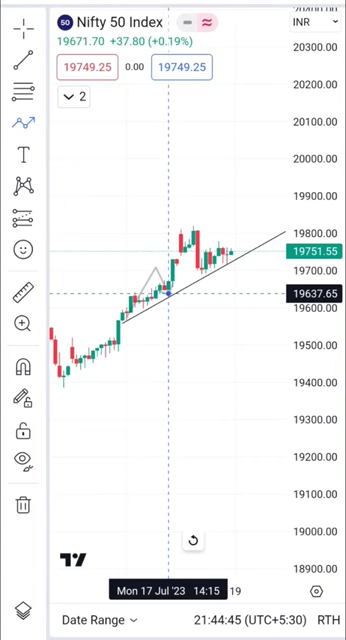 50 Nifty 50 Index
INR
19671.70 +37.80 (+0.19%)
19749.25 0.00 19749.25
2
20300.00
20200.00
20100.00
20000.00
19900.00
19800.00
19751.55
19700.00
19637.65
19600.00
19500.00
19400.00
19300.00
19200.00
19100.00
19000.00
18900.00
T
Mon 17 Jul '23 14:15 19
Date Range 21:44:45 (UTC+5:30) RTH